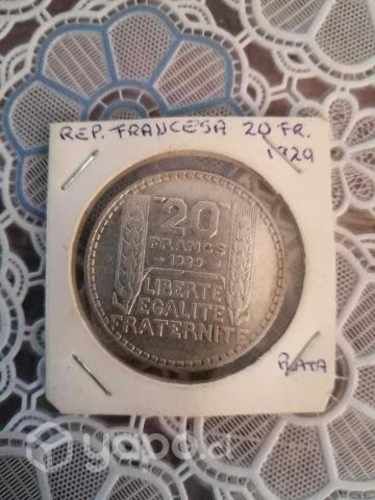 REP. FRANCESA 20 FR.
1929
20
FRANCS
1929
LIBERTE
EGALITE
FRATERNITE
PLATA
yapo.cl